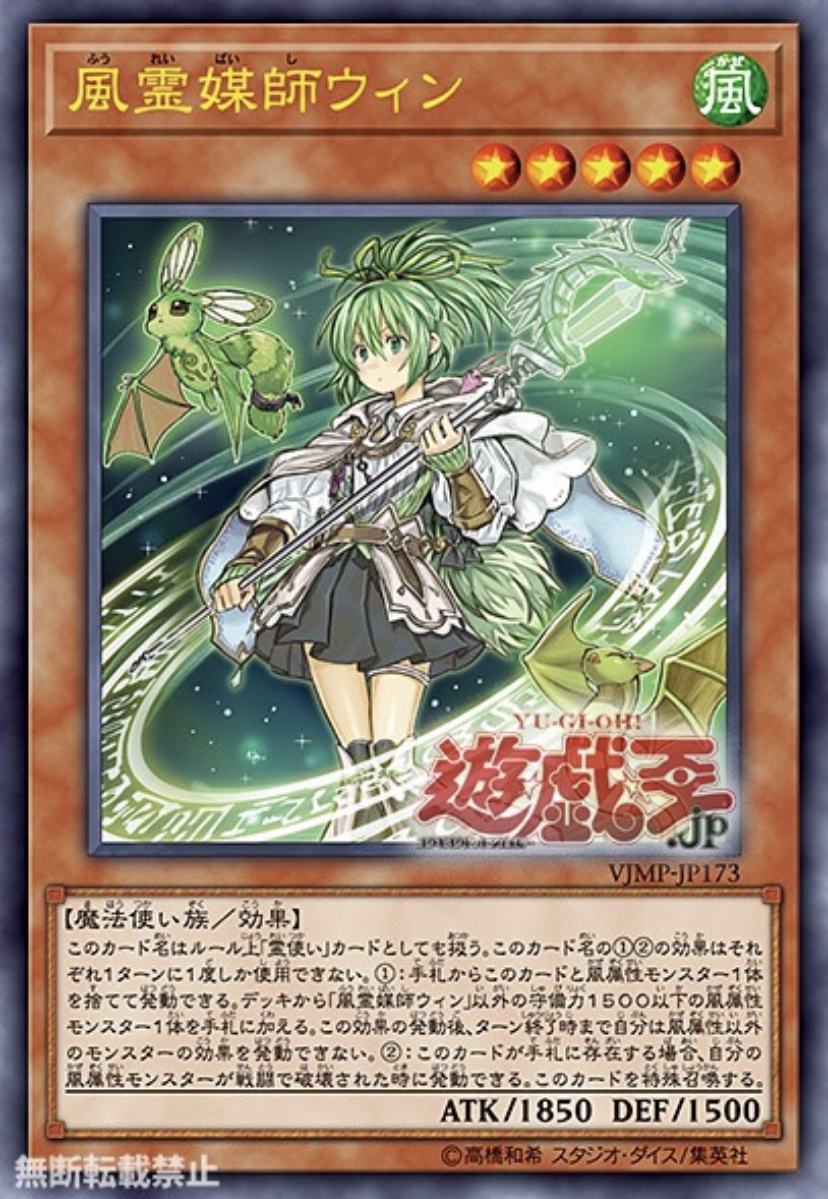 風霊媒師ウィン
風
YU-GI-OH!
遊戯王
.jp
VJMP-JP173
【魔法使い族／効果】
このカード名はルール上「霊使い」カードとしても扱う。このカード名の①②の効果はそれ
ぞれ1ターンに1度しか使用できない。①：手札からこのカードと風属性モンスター1体
を捨てて発動できる。デッキから「風霊媒師ウィン」以外の守備力1500以下の風属性
モンスター1体を手札に加える。この効果の発動後、ターン終了時まで自分は風属性以外
のモンスターの効果を発動できない。②：このカードが手札に存在する場合、自分の
風属性モンスターが戦闘で破壊された時に発動できる。このカードを特殊召喚する。
ATK/1850 DEF/1500
©高橋和希 スタジオ・ダイス/集英社
無断転載禁止